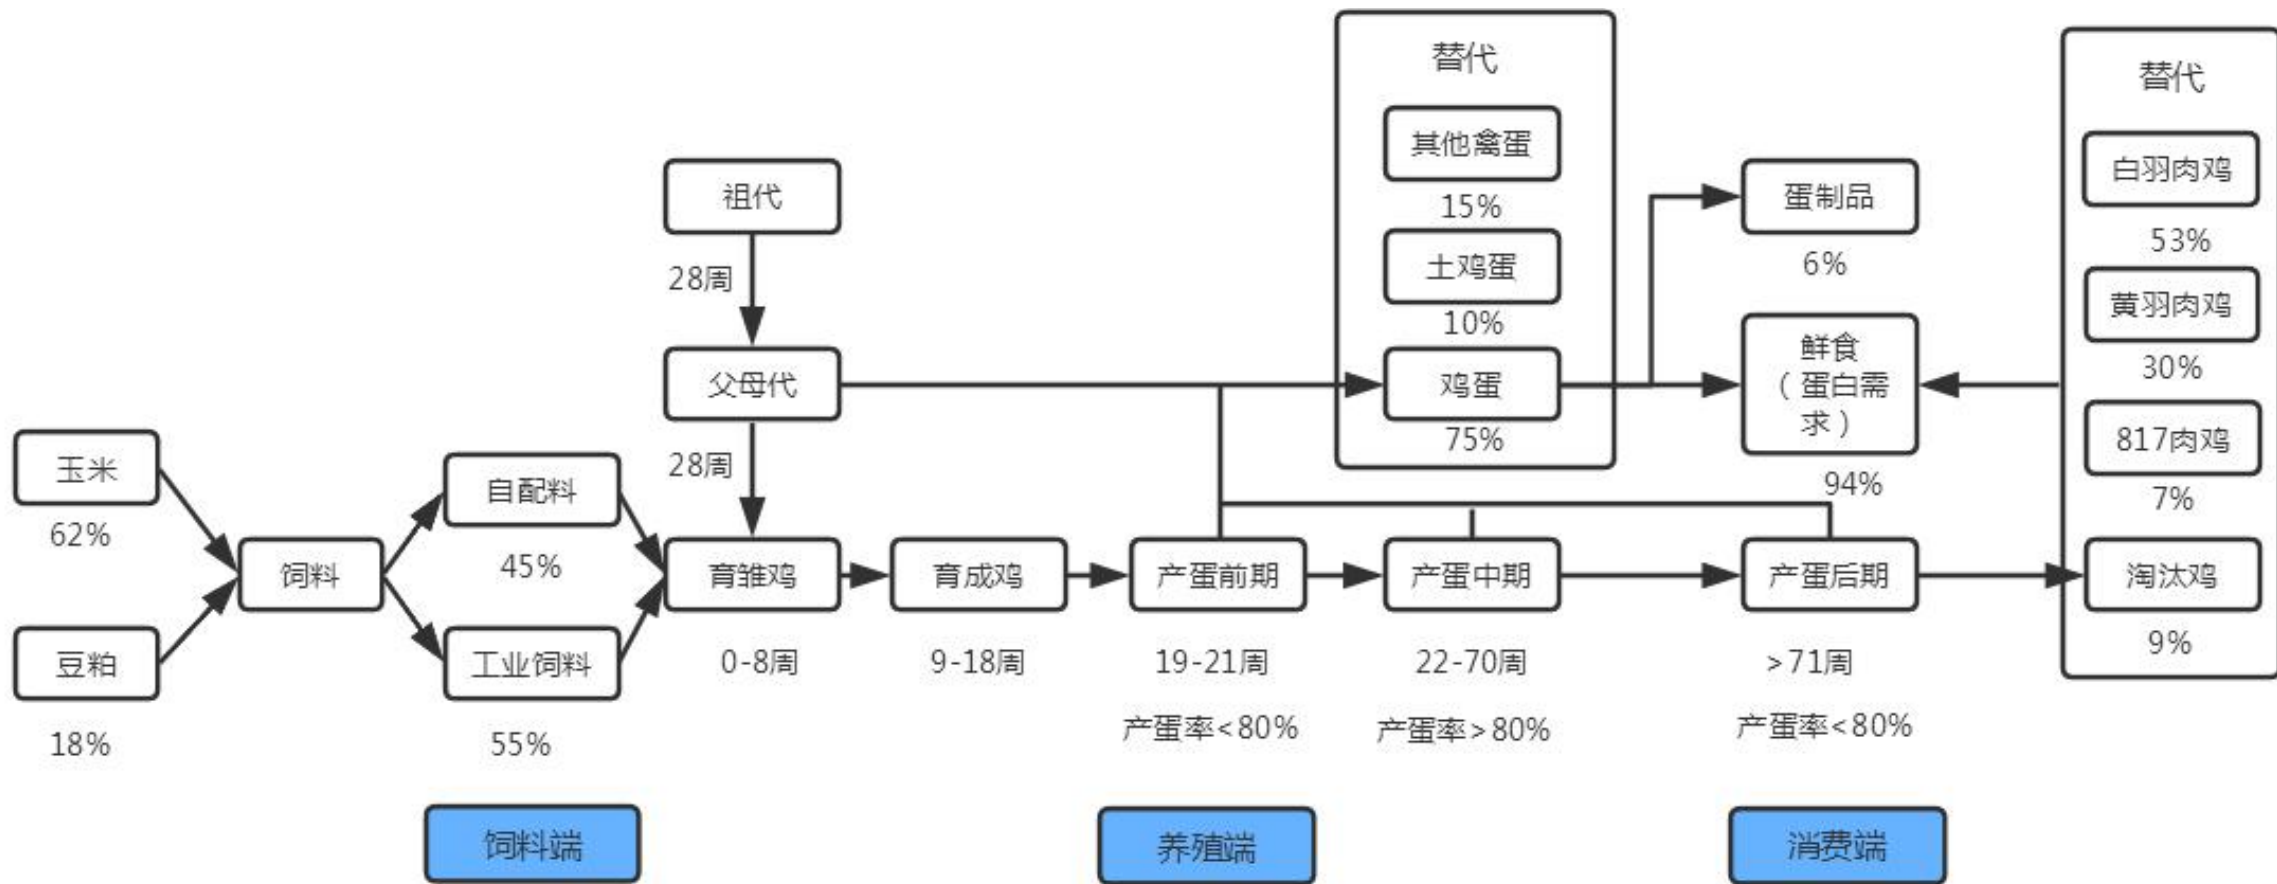 替代
其他禽蛋
15%
土鸡蛋
10%
鸡蛋
75%
替代
白羽肉鸡
53%
黄羽肉鸡
30%
817肉鸡
7%
淘汰鸡
9%
祖代
28周
父母代
28周
蛋制品
6%
鲜食
（蛋白需
求）
94%
玉米
62%
豆粕
18%
饲料
自配料
45%
工业饲料
55%
育雏鸡
0-8周
育成鸡
9-18周
产蛋前期
19-21周
产蛋率<80%
产蛋中期
22-70周
产蛋率>80%
产蛋后期
>71周
产蛋率<80%
饲料端
养殖端
消费端